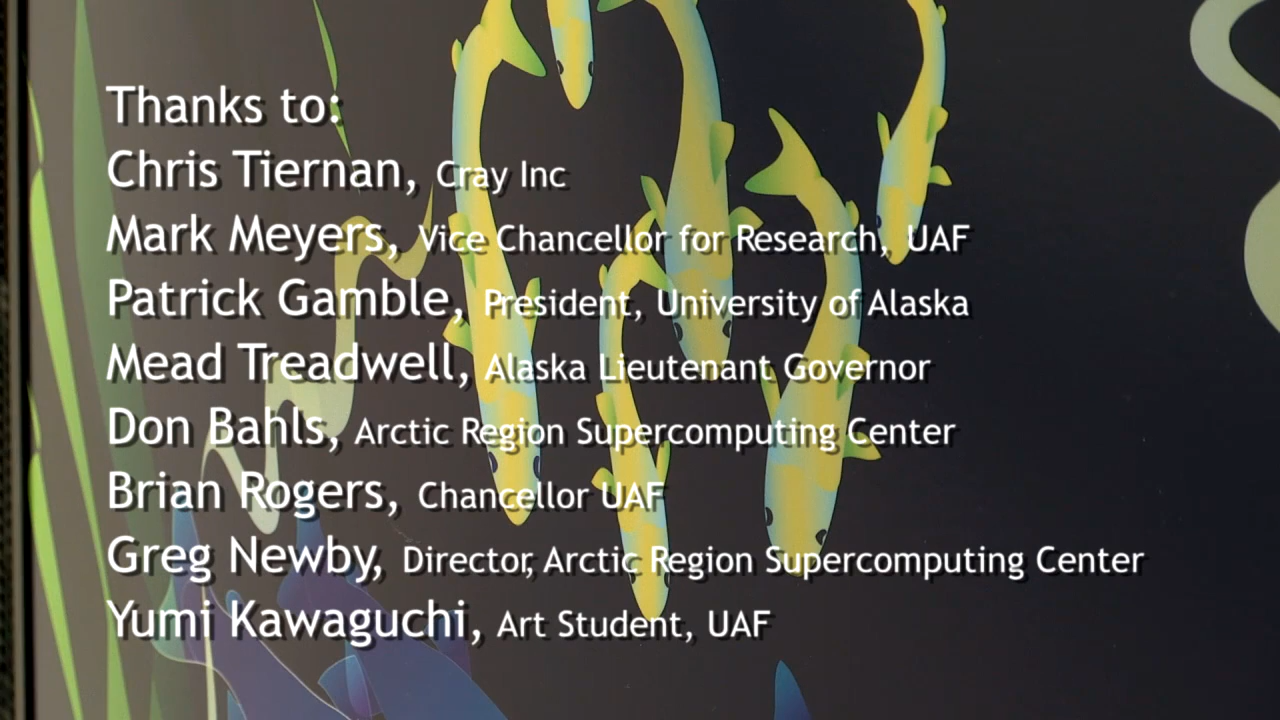 Thanks to:
Chris Tiernan, Cray Inc
Mark Meyers, Vice Chancellor for Research, UAF
Patrick Gamble, President, University of Alaska
Mead Treadwell, Alaska Lieutenant Governor
Don Bahls, Arctic Region Supercomputing Center
Brian Rogers, Chancellor UAF
Greg Newby, Director, Arctic Region Supercomputing Center
Yumi Kawaguchi, Art Student, UAF